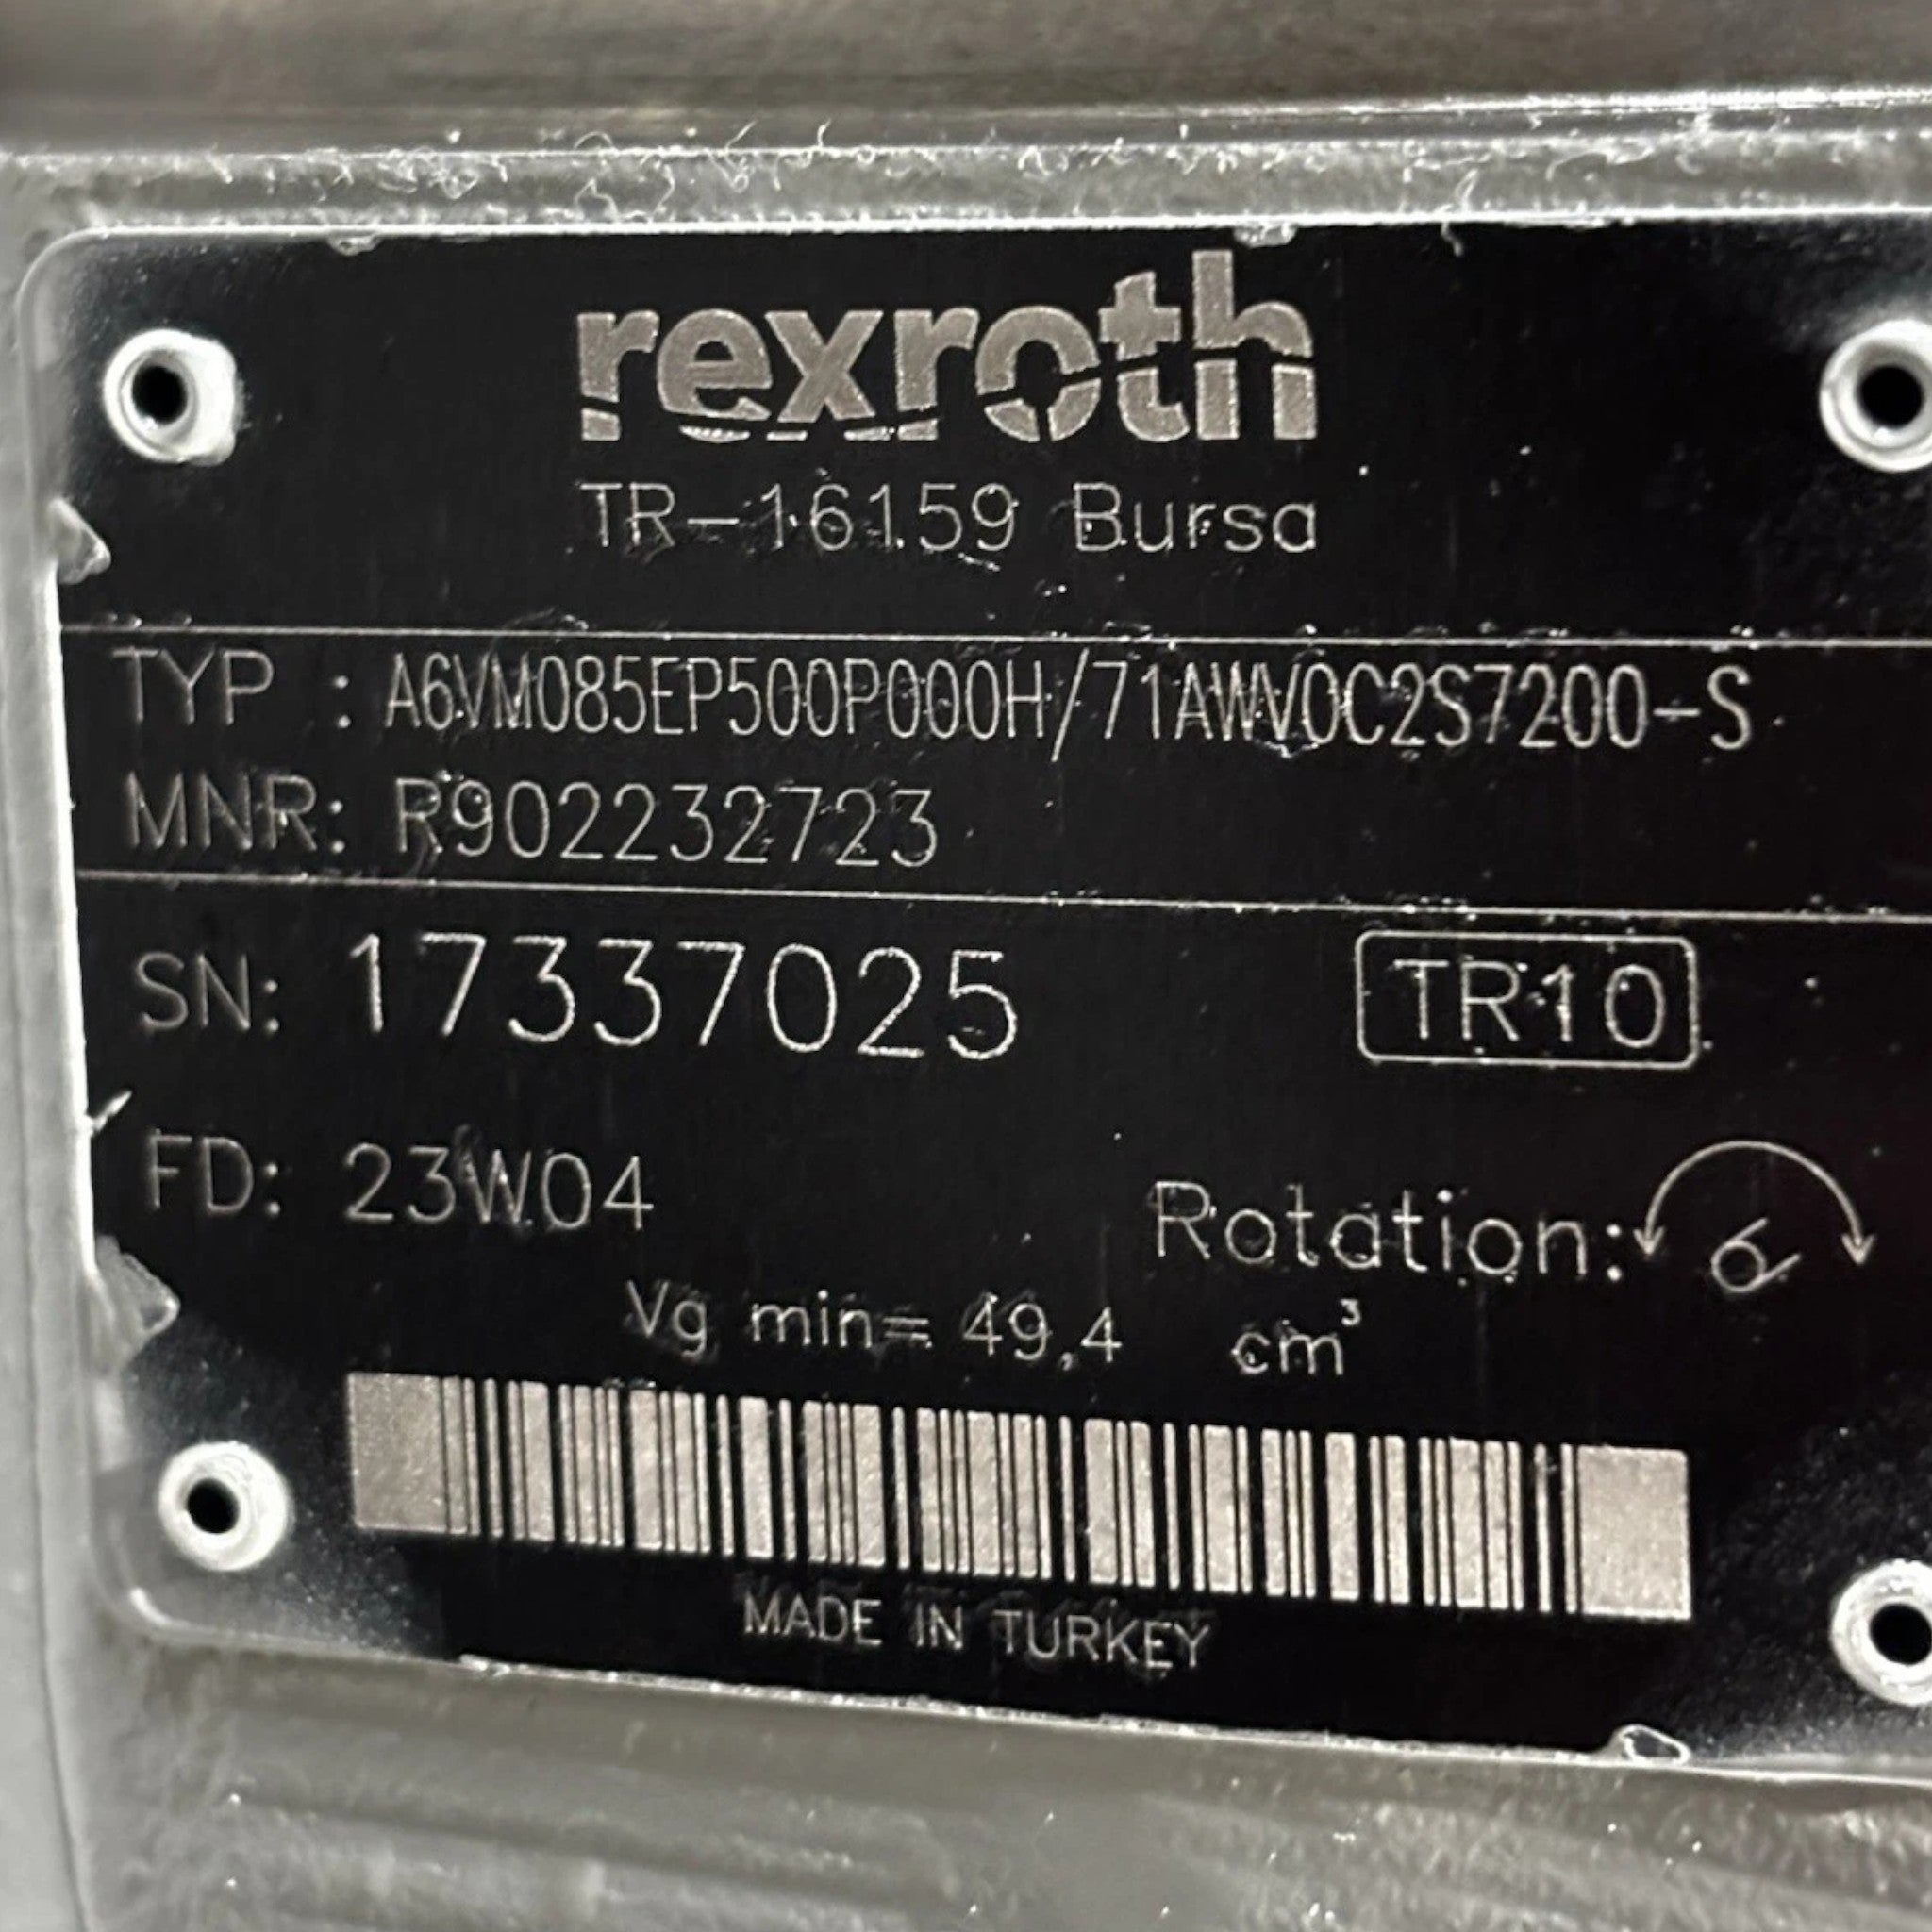 rexroth
TR-16159 Bursa
TYP : A6VM085EP500P000H/71AWV0C2S7200-S
MNR: R902232723
SN: 17337025 TR10
FD: 23W04
Rotation:
Vg min= 49,4 cm³
MADE IN TURKEY